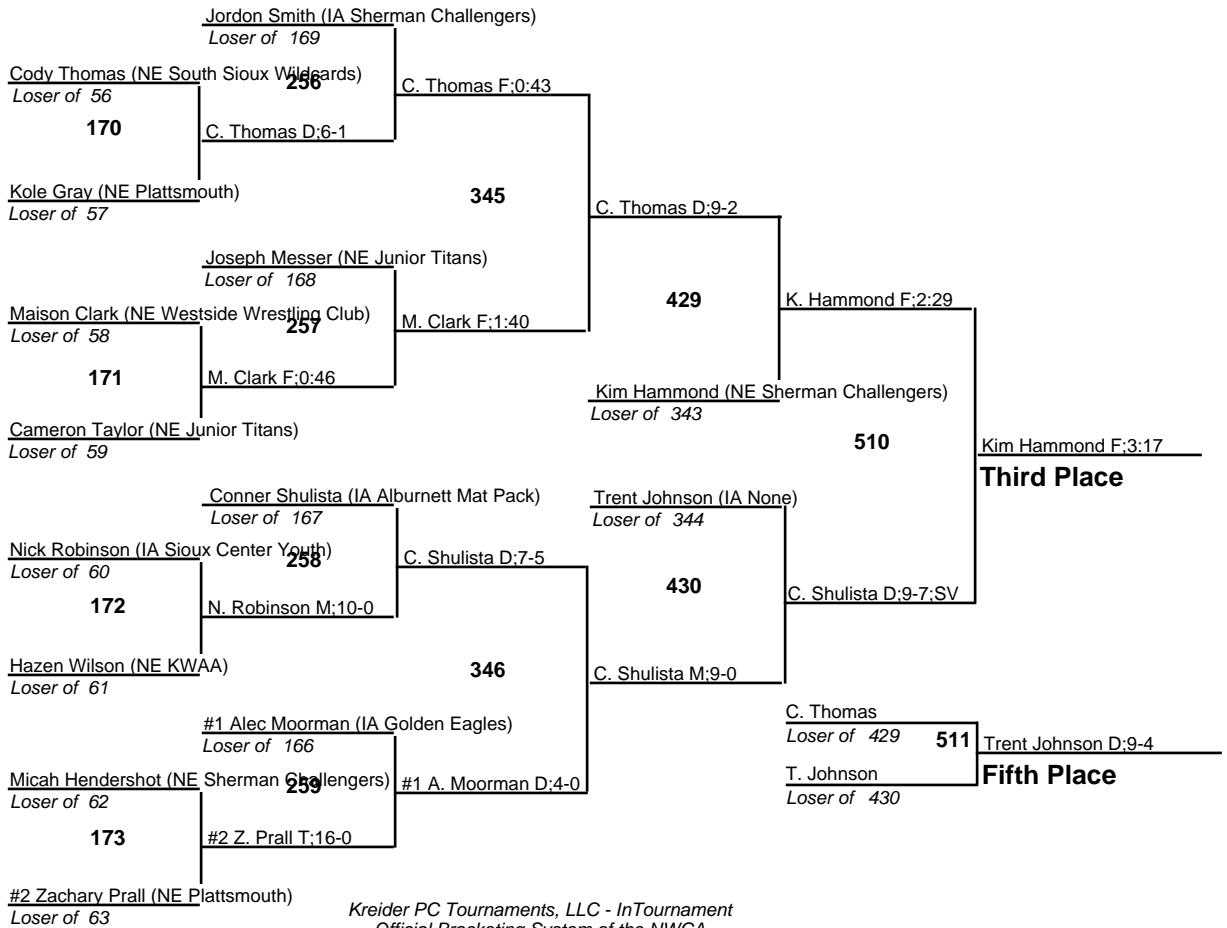 Jordon Smith (IA Sherman Challengers)
Loser of 169
Cody Thomas (NE South Sioux Wildcards)
Loser of 56
256
C. Thomas F;0:43
170
C. Thomas D;6-1
Kole Gray (NE Plattsmouth)
Loser of 57
345
C. Thomas D;9-2
Joseph Messer (NE Junior Titans)
Loser of 168
Maison Clark (NE Westside Wrestling Club)
Loser of 58
257
M. Clark F;1:40
429
K. Hammond F;2:29
171
M. Clark F;0:46
Kim Hammond (NE Sherman Challengers)
Loser of 343
Cameron Taylor (NE Junior Titans)
Loser of 59
510
Kim Hammond F;3:17
Third Place
Conner Shulista (IA Alburnett Mat Pack)
Loser of 167
Trent Johnson (IA None)
Loser of 344
Nick Robinson (IA Sioux Center Youth)
Loser of 60
258
C. Shulista D;7-5
430
C. Shulista D;9-7;SV
172
N. Robinson M;10-0
Hazen Wilson (NE KWAA)
Loser of 61
346
C. Shulista M;9-0
#1 Alec Moorman (IA Golden Eagles)
Loser of 166
C. Thomas
Loser of 429
511
Trent Johnson D;9-4
Fifth Place
T. Johnson
Loser of 430
Micah Hendershot (NE Sherman Challengers)
Loser of 62
259
#1 A. Moorman D;4-0
173
#2 Z. Prall T;16-0
#2 Zachary Prall (NE Plattsmouth)
Loser of 63
Kreider PC Tournaments, LLC - InTournament
Official Bracketing System of the NWCA